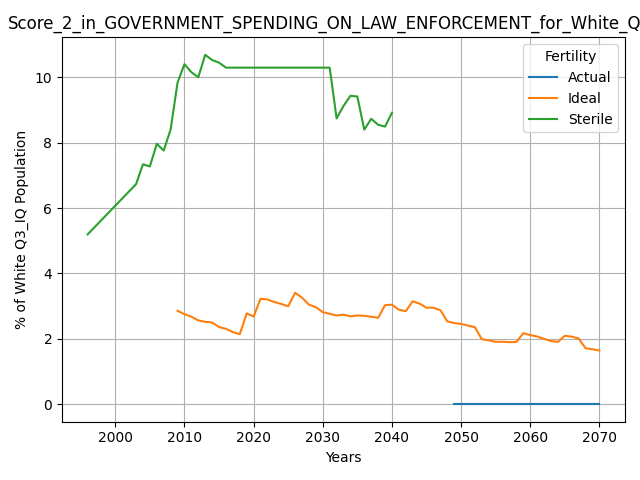 Score_2_in_GOVERNMENT_SPENDING_ON_LAW_ENFORCEMENT_for_White_Q
Fertility
Actual
Ideal
Sterile
% of White Q3_IQ Population
10
8
6
4
2
0
2000 2010 2020 2030 2040 2050 2060 2070
Years